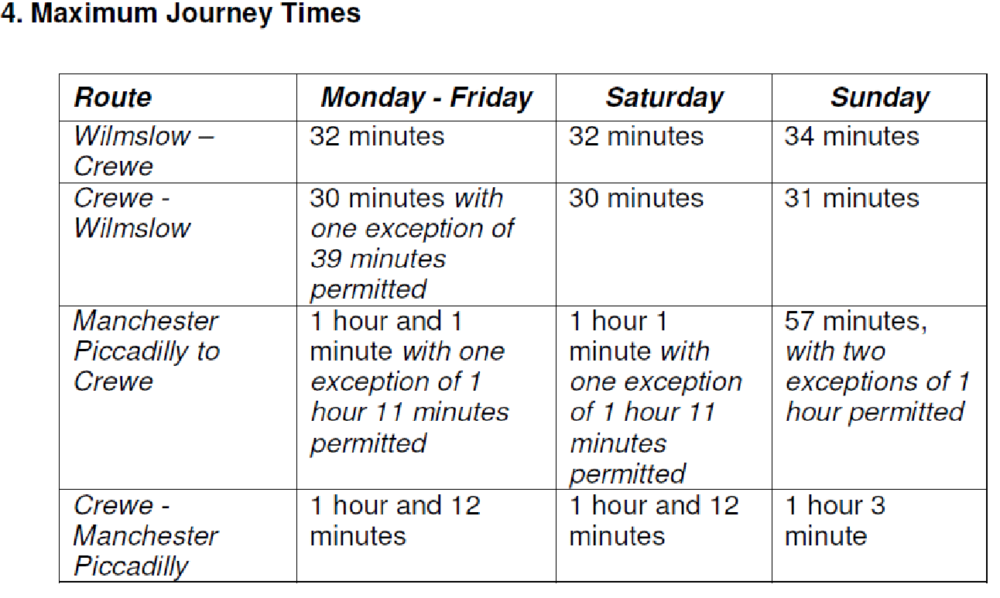 4. Maximum Journey Times
Route Monday - Friday Saturday Sunday
Wilmslow –
Crewe
32 minutes
32 minutes
34 minutes
Crewe -
Wilmslow
30 minutes with
one exception of
39 minutes
permitted
30 minutes
31 minutes
Manchester
Piccadilly to
Crewe
1 hour and 1
minute with one
exception of 1
hour 11 minutes
permitted
1 hour 1
minute with
one exception
of 1 hour 11
minutes
permitted
57 minutes,
with two
exceptions of 1
hour permitted
Crewe -
Manchester
Piccadilly
1 hour and 12
minutes
1 hour and 12
minutes
1 hour 3
minute